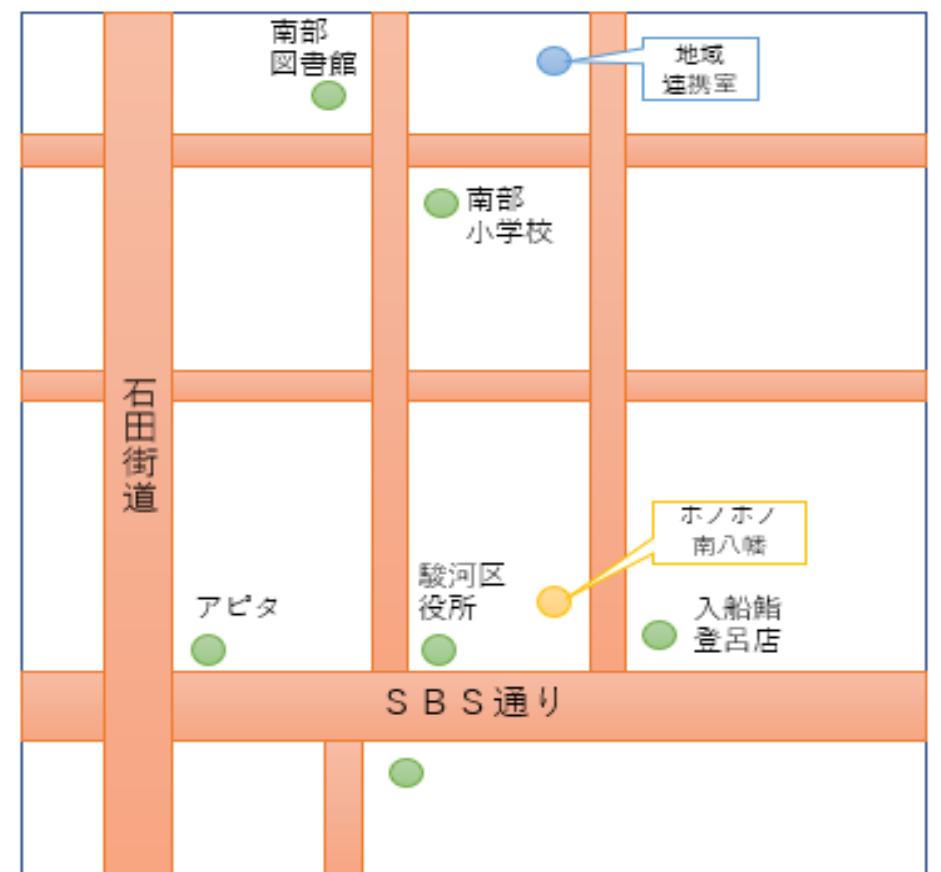 南部
図書館
地域
連携室
南部
小学校
石田街道
ホノホノ
南八幡
駿河区
役所
アピタ
入船鮨
登呂店
ＳＢＳ通り